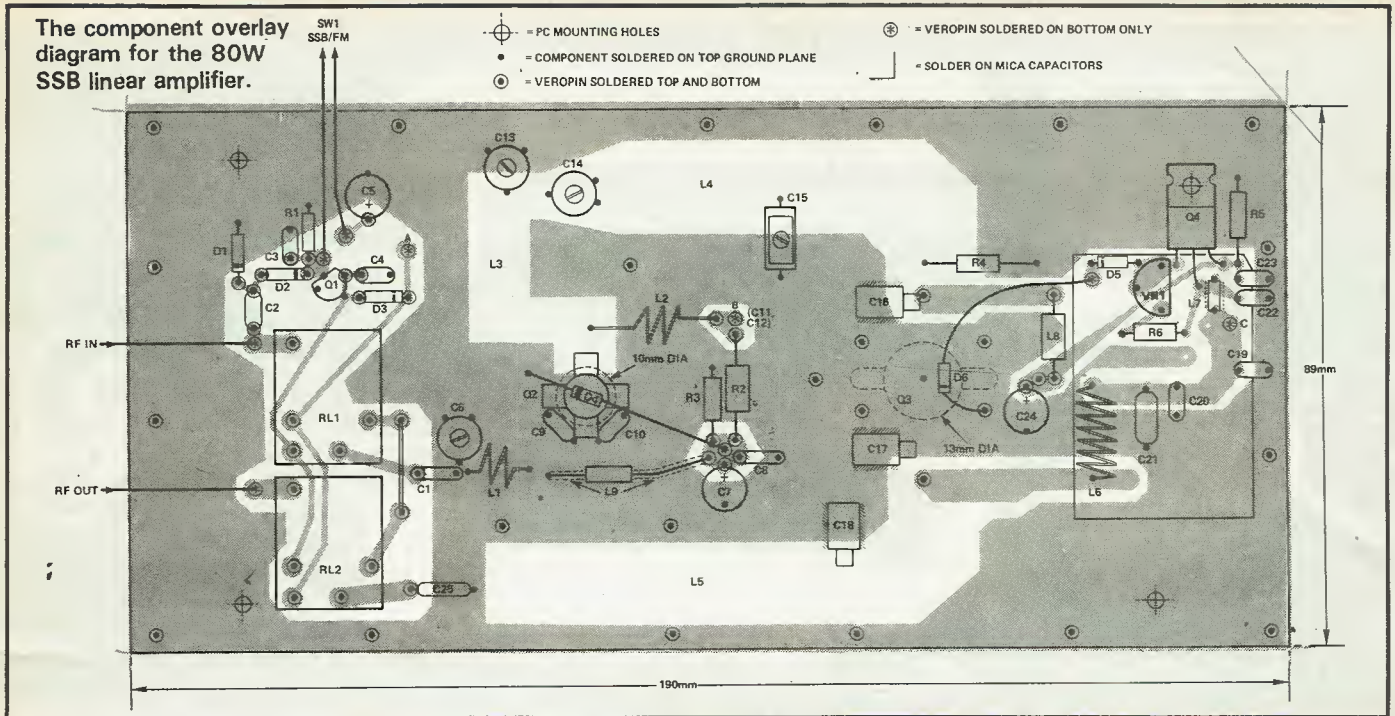 The component overlay
diagram for the 80W
SSB linear amplifier.
SW1
SSB/FM
= PC MOUNTING HOLES
= COMPONENT SOLDERED ON TOP GROUND PLANE
= VEROPIN SOLDERED TOP AND BOTTOM
= VEROPIN SOLDERED ON BOTTOM ONLY
= SOLDER ON MICA CAPACITORS
C13
C14
L4
C15
C5
R1
D1
C3
C4
D2
Q1
D3
C2
A
L3
L2
B
(C11,
C12)
R4
C16
Q4
R5
D5
C23
C22
L7
C
R6
L8
C19
RF IN
10mm DIA
Q2
R3
R2
Q3
D6
C24
C20
C21
89mm
RL1
C6
C9
C10
C17
13mm DIA
RF OUT
C1
L1
L9
C8
C7
L6
C18
RL2
C25
L5
190mm